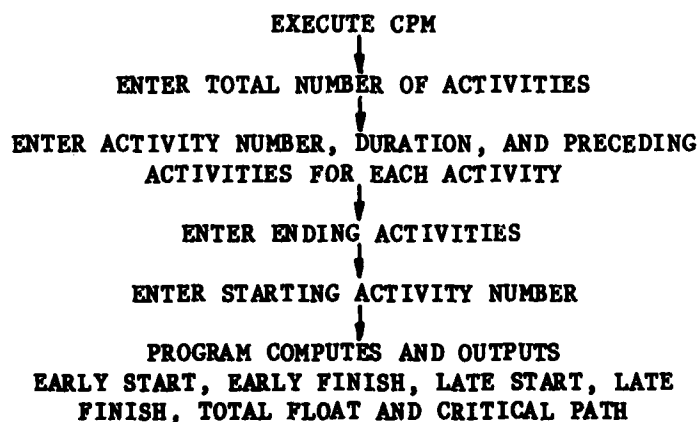 EXECUTE CPM
ENTER TOTAL NUMBER OF ACTIVITIES
ENTER ACTIVITY NUMBER, DURATION, AND PRECEDING
ACTIVITIES FOR EACH ACTIVITY
ENTER ENDING ACTIVITIES
ENTER STARTING ACTIVITY NUMBER
PROGRAM COMPUTES AND OUTPUTS
EARLY START, EARLY FINISH, LATE START, LATE
FINISH, TOTAL FLOAT AND CRITICAL PATH